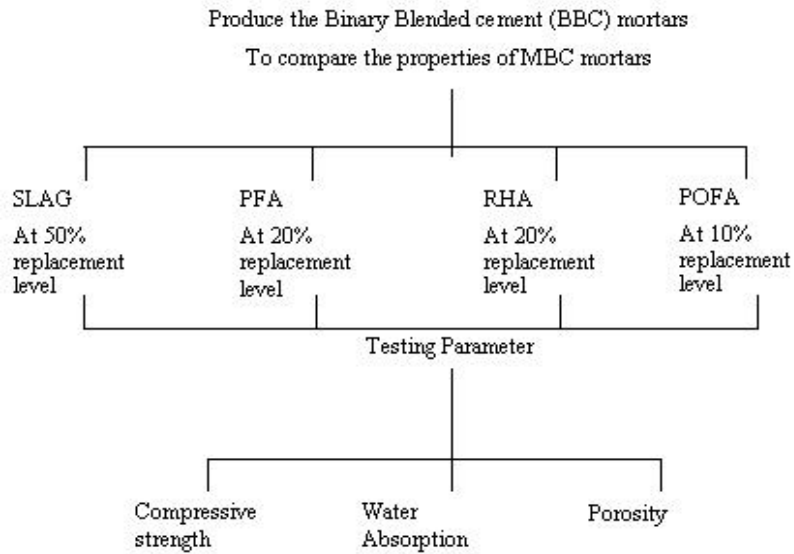 Produce the Binary Blended cement (BBC) mortars
To compare the properties of MBC mortars
SLAG
At 50%
replacement
level
PFA
At 20%
replacement
level
RHA
At 20%
replacement
level
POFA
At 10%
replacement
level
Testing Parameter
Compressive
strength
Water
Absorption
Porosity